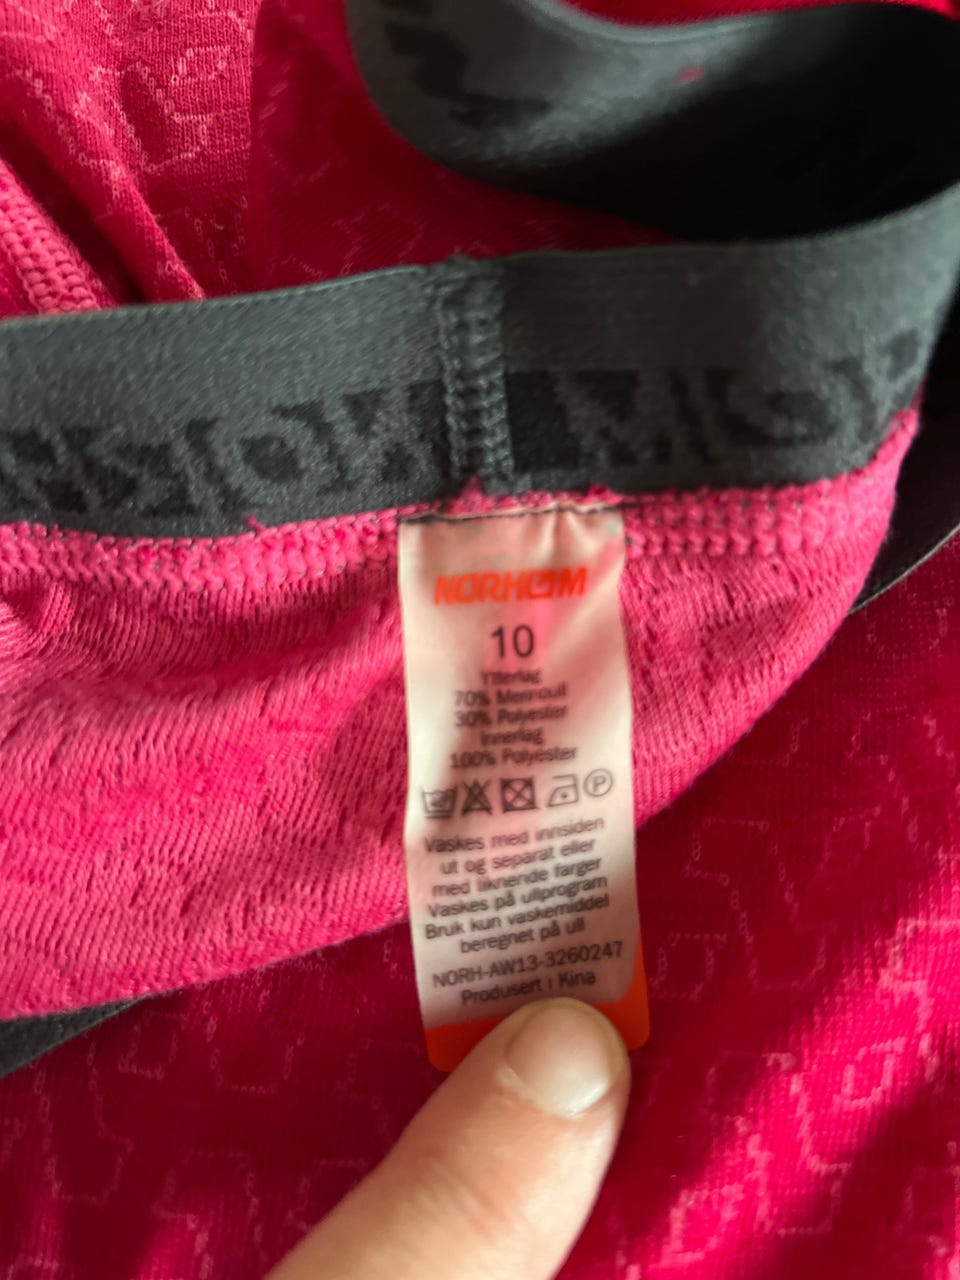 NORHEIM
10
Ytterlag
70% Merinoull
30% Polyester
Innerlag
100% Polyester
P
Vaskes med innsiden
ut og separat eller
med liknende farger
Vaskes på ullprogram
Bruk kun vaskemiddel
beregnet på ull
NORH-AW13-3260247
Produsert i Kina